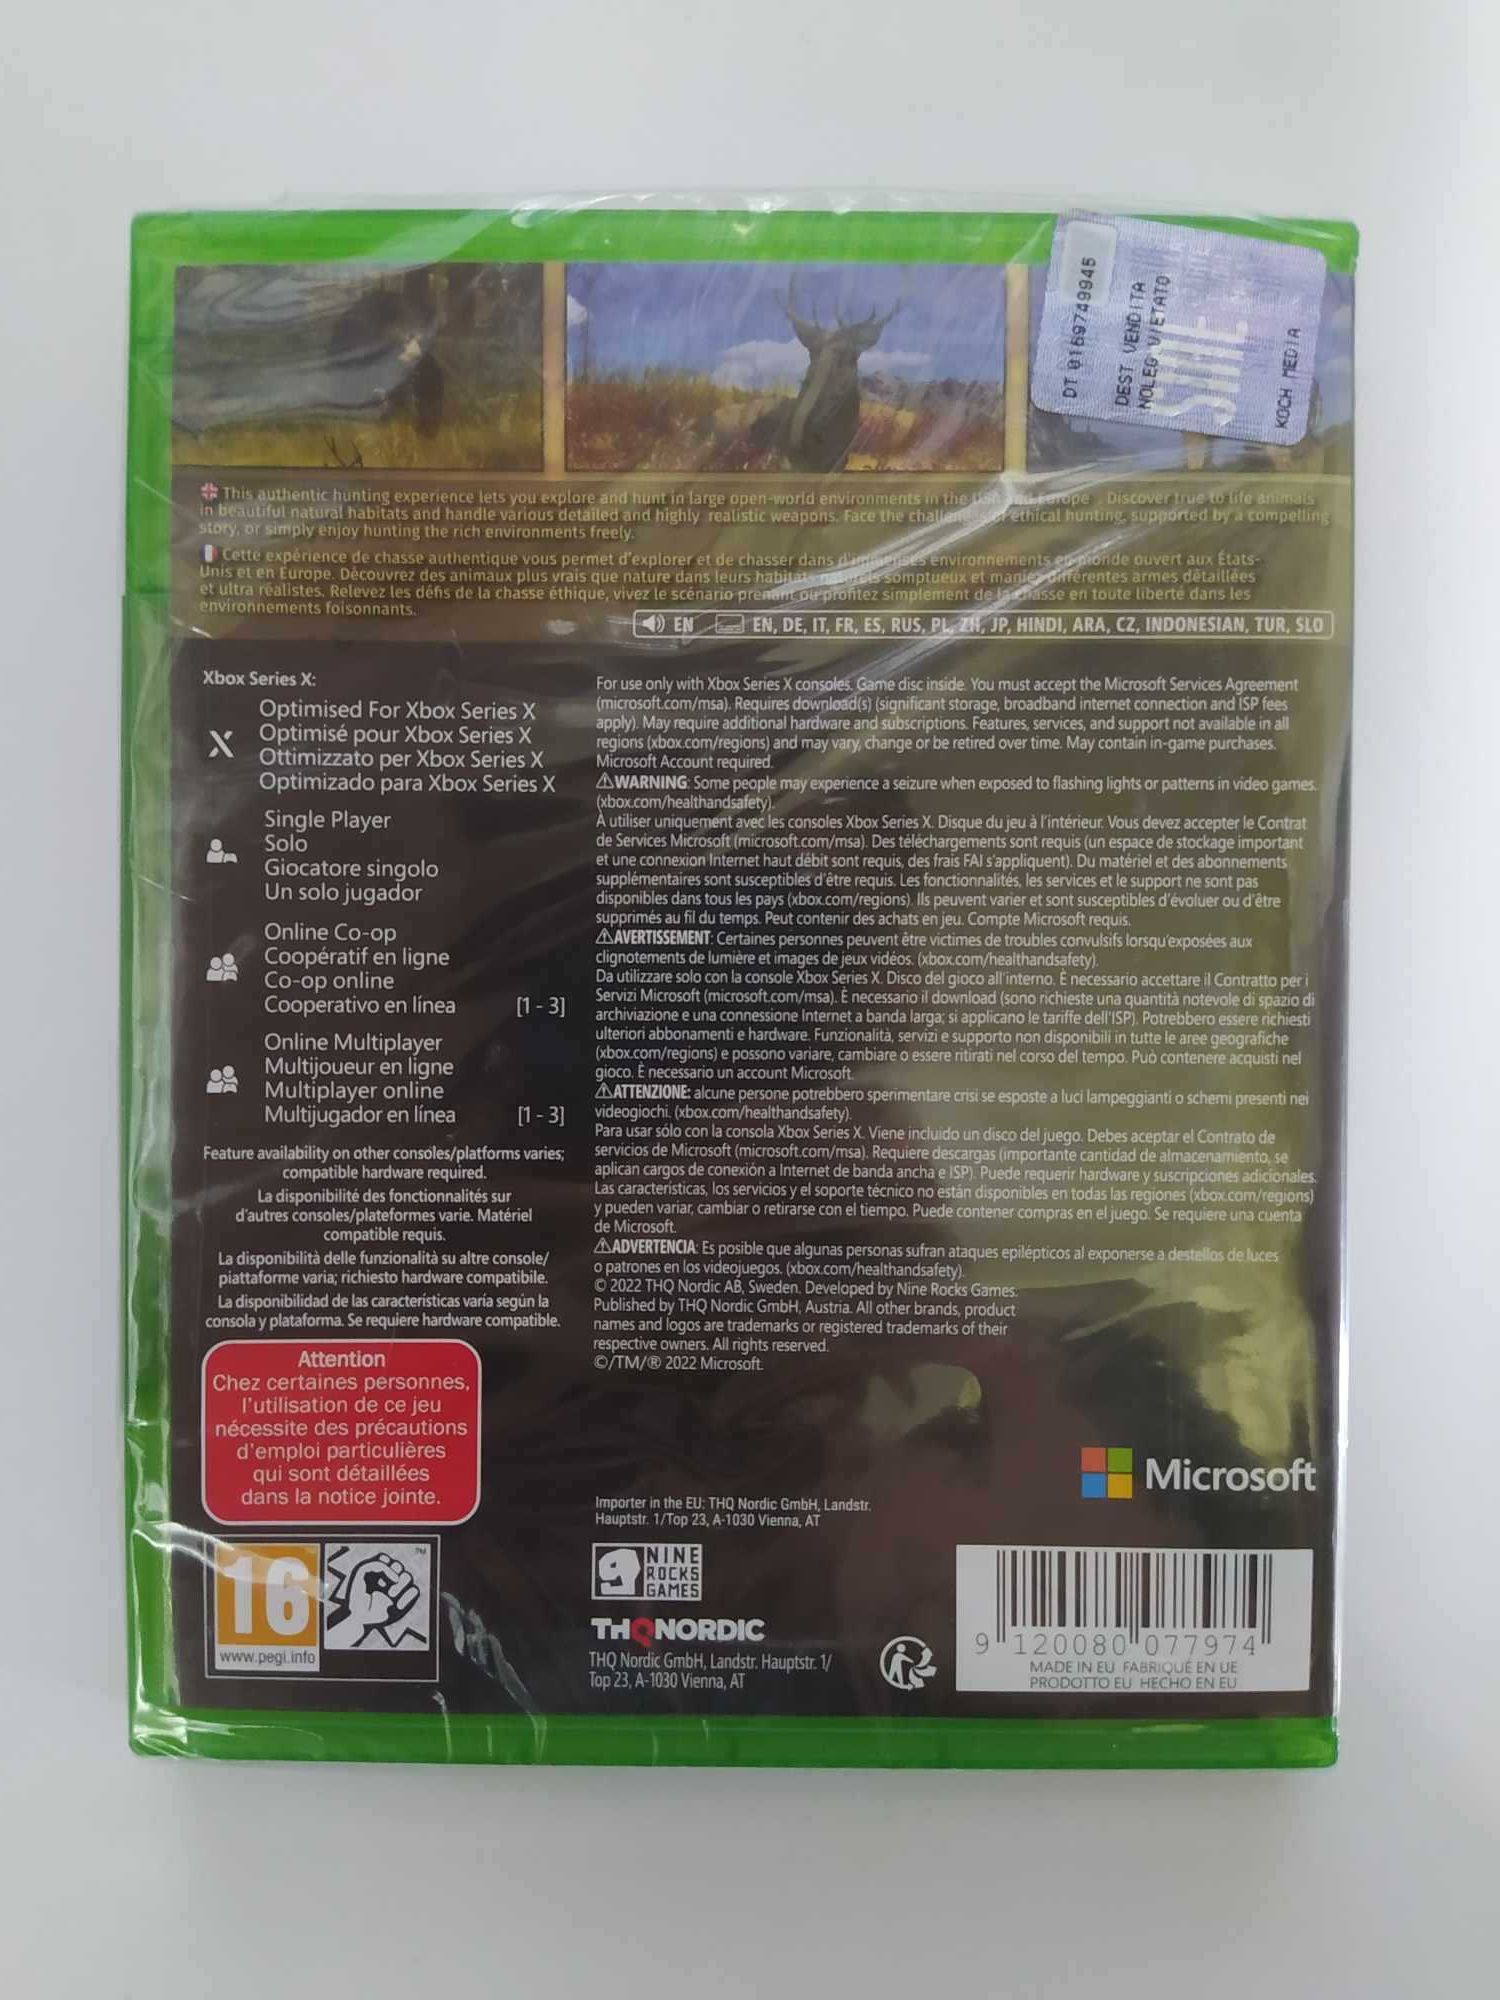 DT 0169749945
DEST VENDITA
NOLEG VIETATO
SIAE
KOCH MEDIA
This authentic hunting experience lets you explore and hunt in large open-world environments in the USA and Europe . Discover true to life animals
in beautiful natural habitats and handle various detailed and highly realistic weapons. Face the challenges of ethical hunting, supported by a compelling
story, or simply enjoy hunting the rich environments freely.
Cette expérience de chasse authentique vous permet d'explorer et de chasser dans d'immenses environnements en monde ouvert aux États-
Unis et en Europe. Découvrez des animaux plus vrais que nature dans leurs habitats naturels somptueux et maniez différentes armes détaillées
et ultra réalistes. Relevez les défis de la chasse éthique, vivez le scénario prenant ou profitez simplement de la chasse en toute liberté dans les
environnements foisonnants.
EN EN, DE, IT, FR, ES, RUS, PL, ZH, JP, HINDI, ARA, CZ, INDONESIAN, TUR, SLO
Xbox Series X:
Optimised For Xbox Series X
Optimisé pour Xbox Series X
Ottimizzato per Xbox Series X
Optimizado para Xbox Series X
Single Player
Solo
Giocatore singolo
Un solo jugador
Online Co-op
Coopératif en ligne
Co-op online
Cooperativo en línea [1 - 3]
Online Multiplayer
Multijoueur en ligne
Multiplayer online
Multijugador en línea [1 - 3]
Feature availability on other consoles/platforms varies;
compatible hardware required.
La disponibilité des fonctionnalités sur
d'autres consoles/plateformes varie. Matériel
compatible requis.
La disponibilità delle funzionalità su altre console/
piattaforme varia; richiesto hardware compatibile.
La disponibilidad de las características varía según la
consola y plataforma. Se requiere hardware compatible.
Attention
Chez certaines personnes,
l'utilisation de ce jeu
nécessite des précautions
d'emploi particulières
qui sont détaillées
dans la notice jointe.
16
www.pegi.info
For use only with Xbox Series X consoles. Game disc inside. You must accept the Microsoft Services Agreement
(microsoft.com/msa). Requires download(s) (significant storage, broadband internet connection and ISP fees
apply). May require additional hardware and subscriptions. Features, services, and support not available in all
regions (xbox.com/regions) and may vary, change or be retired over time. May contain in-game purchases.
Microsoft Account required.
⚠WARNING: Some people may experience a seizure when exposed to flashing lights or patterns in video games.
(xbox.com/healthandsafety).
À utiliser uniquement avec les consoles Xbox Series X. Disque du jeu à l'intérieur. Vous devez accepter le Contrat
de Services Microsoft (microsoft.com/msa). Des téléchargements sont requis (un espace de stockage important
et une connexion Internet haut débit sont requis, des frais FAI s'appliquent). Du matériel et des abonnements
supplémentaires sont susceptibles d'être requis. Les fonctionnalités, les services et le support ne sont pas
disponibles dans tous les pays (xbox.com/regions). Ils peuvent varier et sont susceptibles d'évoluer ou d'être
supprimés au fil du temps. Peut contenir des achats en jeu. Compte Microsoft requis.
⚠AVERTISSEMENT: Certaines personnes peuvent être victimes de troubles convulsifs lorsqu'exposées aux
clignotements de lumière et images de jeux vidéos. (xbox.com/healthandsafety).
Da utilizzare solo con la console Xbox Series X. Disco del gioco all'interno. È necessario accettare il Contratto per i
Servizi Microsoft (microsoft.com/msa). È necessario il download (sono richieste una quantità notevole di spazio di
archiviazione e una connessione Internet a banda larga; si applicano le tariffe dell'ISP). Potrebbero essere richiesti
ulteriori abbonamenti e hardware. Funzionalità, servizi e supporto non disponibili in tutte le aree geografiche
(xbox.com/regions) e possono variare, cambiare o essere ritirati nel corso del tempo. Può contenere acquisti nel
gioco. È necessario un account Microsoft.
⚠ATTENZIONE: alcune persone potrebbero sperimentare crisi se esposte a luci lampeggianti o schemi presenti nei
videogiochi. (xbox.com/healthandsafety).
Para usar sólo con la consola Xbox Series X. Viene incluido un disco del juego. Debes aceptar el Contrato de
servicios de Microsoft (microsoft.com/msa). Requiere descargas (importante cantidad de almacenamiento, se
aplican cargos de conexión a Internet de banda ancha e ISP). Puede requerir hardware y suscripciones adicionales.
Las características, los servicios y el soporte técnico no están disponibles en todas las regiones (xbox.com/regions)
y pueden variar, cambiar o retirarse con el tiempo. Puede contener compras en el juego. Se requiere una cuenta
de Microsoft.
⚠ADVERTENCIA: Es posible que algunas personas sufran ataques epilépticos al exponerse a destellos de luces
o patrones en los videojuegos. (xbox.com/healthandsafety).
© 2022 THQ Nordic AB, Sweden. Developed by Nine Rocks Games.
Published by THQ Nordic GmbH, Austria. All other brands, product
names and logos are trademarks or registered trademarks of their
respective owners. All rights reserved.
©/TM/® 2022 Microsoft.
Microsoft
Importer in the EU: THQ Nordic GmbH, Landstr.
Hauptstr. 1/Top 23, A-1030 Vienna, AT
9 NINE
ROCKS
GAMES
THQ NORDIC
THQ Nordic GmbH, Landstr. Hauptstr. 1/
Top 23, A-1030 Vienna, AT
9 120080 077974
MADE IN EU FABRIQUÉ EN UE
PRODOTTO EU HECHO EN EU